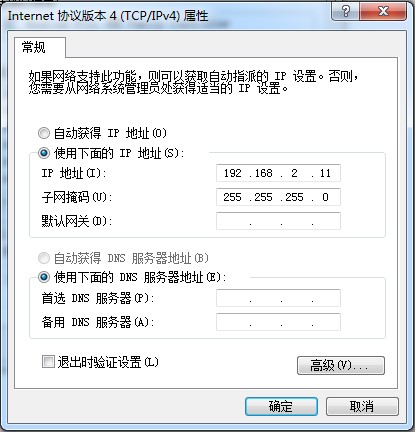 Internet 协议版本 4 (TCP/IPv4) 属性
常规
如果网络支持此功能，则可以获取自动指派的 IP 设置。否则，
您需要从网络系统管理员处获得适当的 IP 设置。
自动获得 IP 地址(O)
使用下面的 IP 地址(S):
IP 地址(I): 192 .168 . 2 . 11
子网掩码(U): 255 .255 .255 . 0
默认网关(D): . . .
自动获得 DNS 服务器地址(B)
使用下面的 DNS 服务器地址(E):
首选 DNS 服务器(P): . . .
备用 DNS 服务器(A): . . .
退出时验证设置(L)
高级(V)...
确定 取消